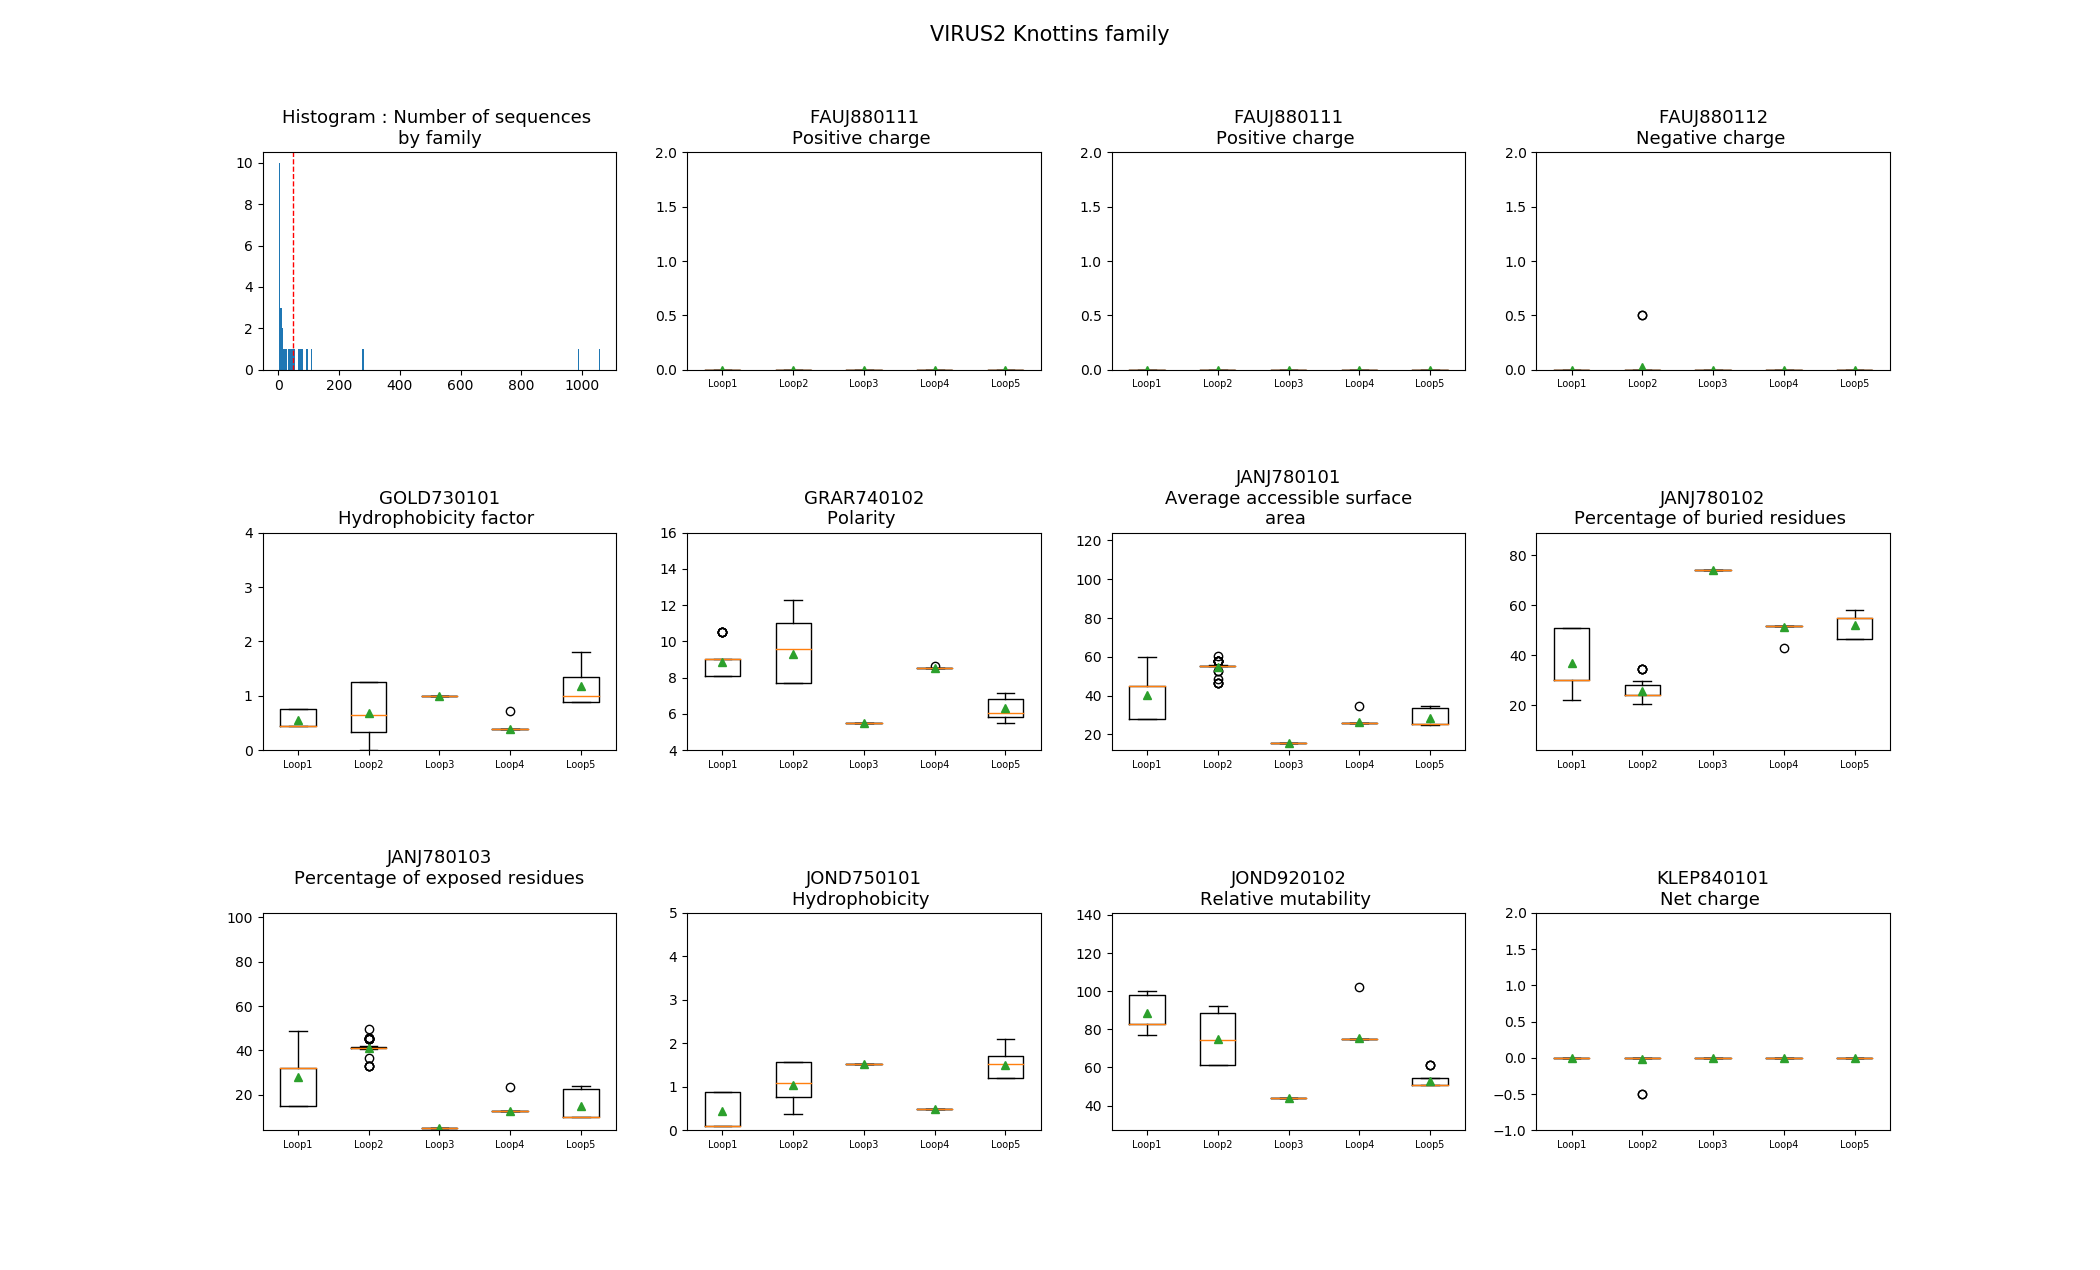 VIRUS2 Knottins family
Histogram : Number of sequences
by family
10
8
6
4
2
0
0 200 400 600 800 1000
FAUJ880111
Positive charge
2.0
1.5
1.0
0.5
0.0
Loop1 Loop2 Loop3 Loop4 Loop5
FAUJ880111
Positive charge
2.0
1.5
1.0
0.5
0.0
Loop1 Loop2 Loop3 Loop4 Loop5
FAUJ880112
Negative charge
2.0
1.5
1.0
0.5
0.0
Loop1 Loop2 Loop3 Loop4 Loop5
GOLD730101
Hydrophobicity factor
4
3
2
1
0
Loop1 Loop2 Loop3 Loop4 Loop5
GRAR740102
Polarity
16
14
12
10
8
6
4
Loop1 Loop2 Loop3 Loop4 Loop5
JANJ780101
Average accessible surface
area
120
100
80
60
40
20
Loop1 Loop2 Loop3 Loop4 Loop5
JANJ780102
Percentage of buried residues
80
60
40
20
Loop1 Loop2 Loop3 Loop4 Loop5
JANJ780103
Percentage of exposed residues
100
80
60
40
20
Loop1 Loop2 Loop3 Loop4 Loop5
JOND750101
Hydrophobicity
5
4
3
2
1
0
Loop1 Loop2 Loop3 Loop4 Loop5
JOND920102
Relative mutability
140
120
100
80
60
40
Loop1 Loop2 Loop3 Loop4 Loop5
KLEP840101
Net charge
2.0
1.5
1.0
0.5
0.0
−0.5
−1.0
Loop1 Loop2 Loop3 Loop4 Loop5